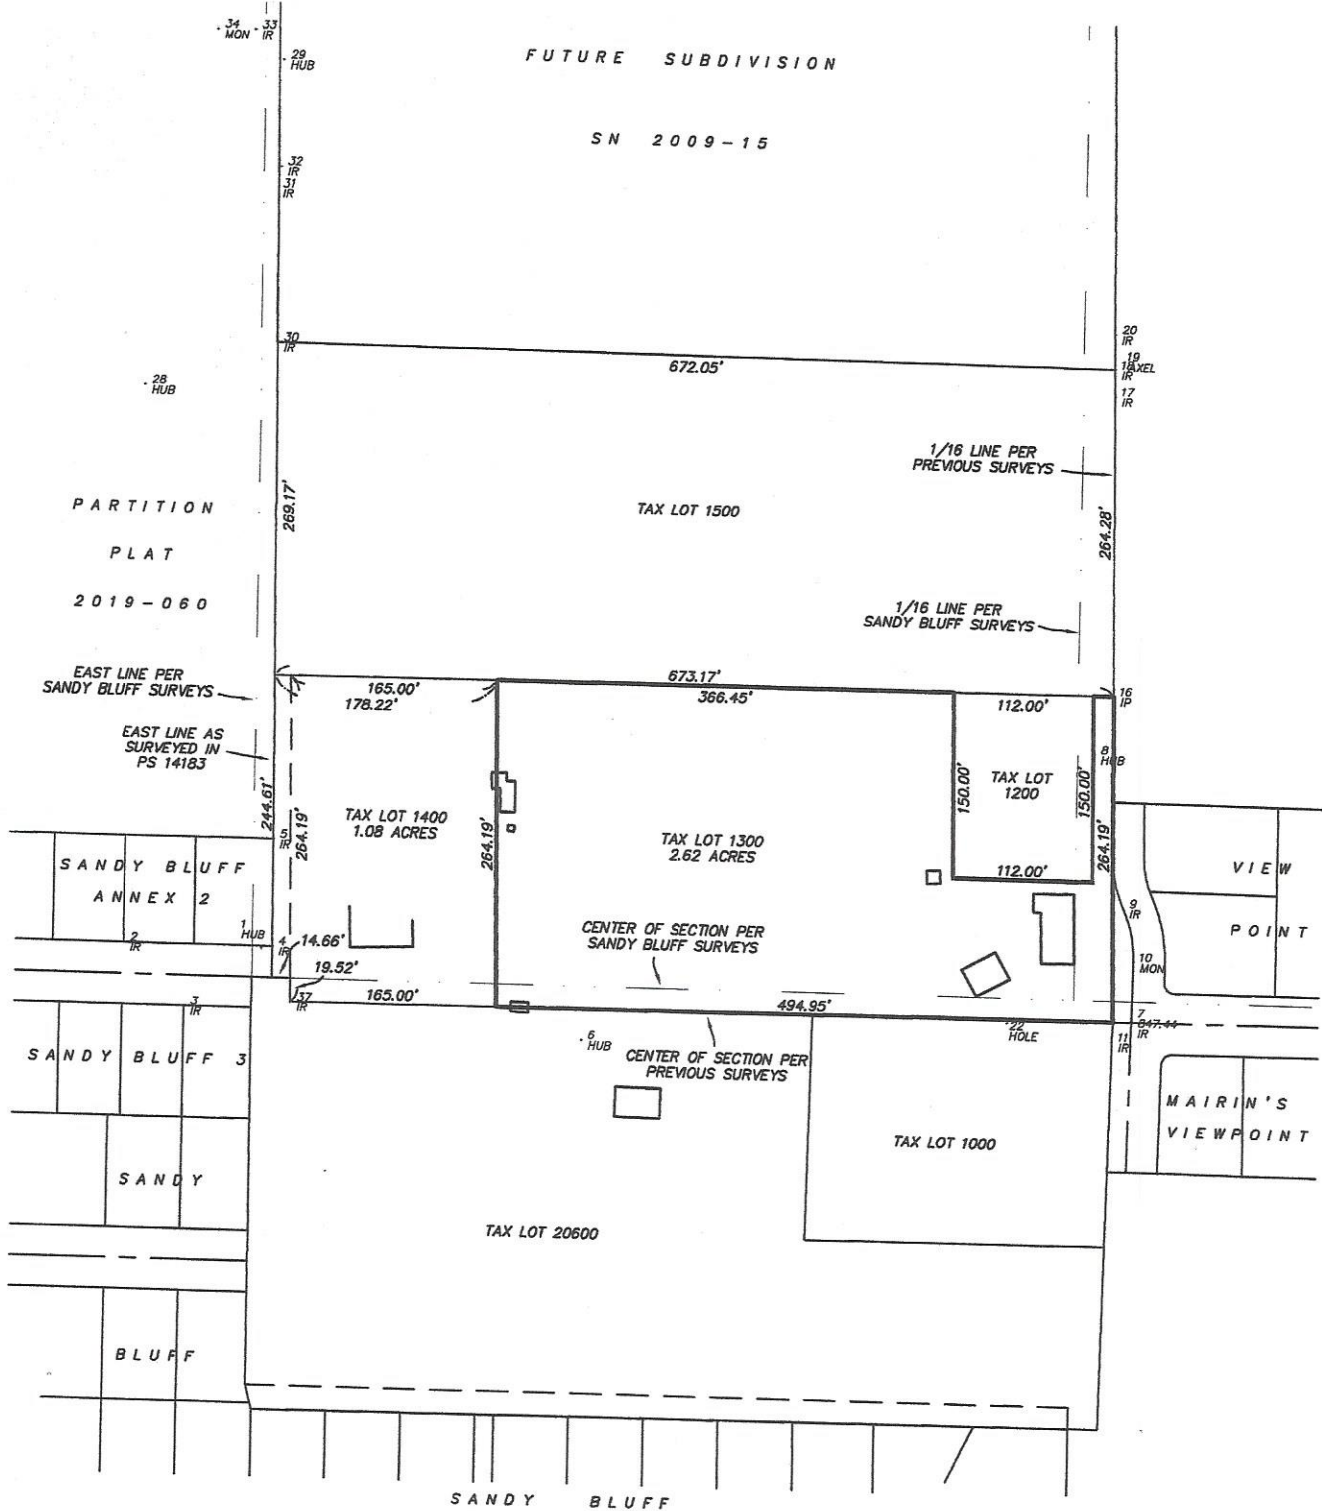 34
MON
33
IR
29
HUB
FUTURE SUBDIVISION
SN 2009-15
32
IR
31
IR
30
IR
672.05'
20
IR
19
AXEL
18
IR
17
IR
28
HUB
1/16 LINE PER
PREVIOUS SURVEYS
PARTITION
PLAT
2019-060
269.17'
TAX LOT 1500
264.28'
1/16 LINE PER
SANDY BLUFF SURVEYS
EAST LINE PER
SANDY BLUFF SURVEYS
EAST LINE AS
SURVEYED IN
PS 14183
165.00'
178.22'
673.17'
366.45'
112.00'
16
IP
8
HUB
244.61'
264.19'
TAX LOT 1400
1.08 ACRES
264.19'
TAX LOT 1300
2.62 ACRES
150.00'
TAX LOT
1200
150.00'
264.19'
112.00'
5
IR
SANDY BLUFF
ANNEX 2
VIEW
POINT
1
HUB
2
IR
4
IR
14.66'
19.52'
CENTER OF SECTION PER
SANDY BLUFF SURVEYS
9
IR
10
MON
3
IR
37
IR
165.00'
494.95'
7
IR
11
IR
22
HOLE
6
HUB
CENTER OF SECTION PER
PREVIOUS SURVEYS
SANDY BLUFF 3
MAIRIN'S
VIEWPOINT
TAX LOT 1000
SANDY
TAX LOT 20600
BLUFF
SANDY BLUFF